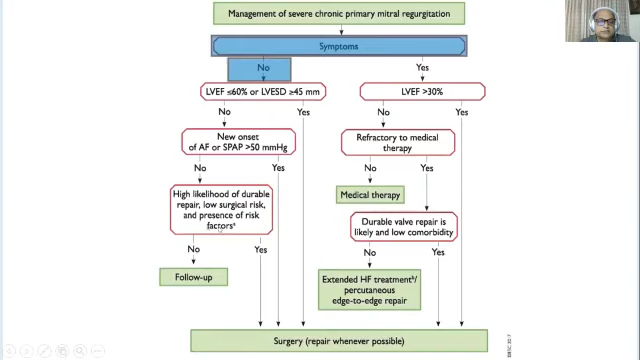 Management of severe chronic primary mitral regurgitation
Symptoms
No
Yes
LVEF ≤60% or LVESD ≥45 mm
LVEF >30%
No
Yes
No
Yes
New onset
of AF or SPAP >50 mmHg
Refractory to medical
therapy
No
Yes
No
Yes
High likelihood of durable
repair, low surgical risk,
and presence of risk
factorsᵃ
Medical therapy
Durable valve repair is
likely and low comorbidity
No
Yes
No
Yes
Follow-up
Extended HF treatmentᵇ/
percutaneous
edge-to-edge repair
Surgery (repair whenever possible)